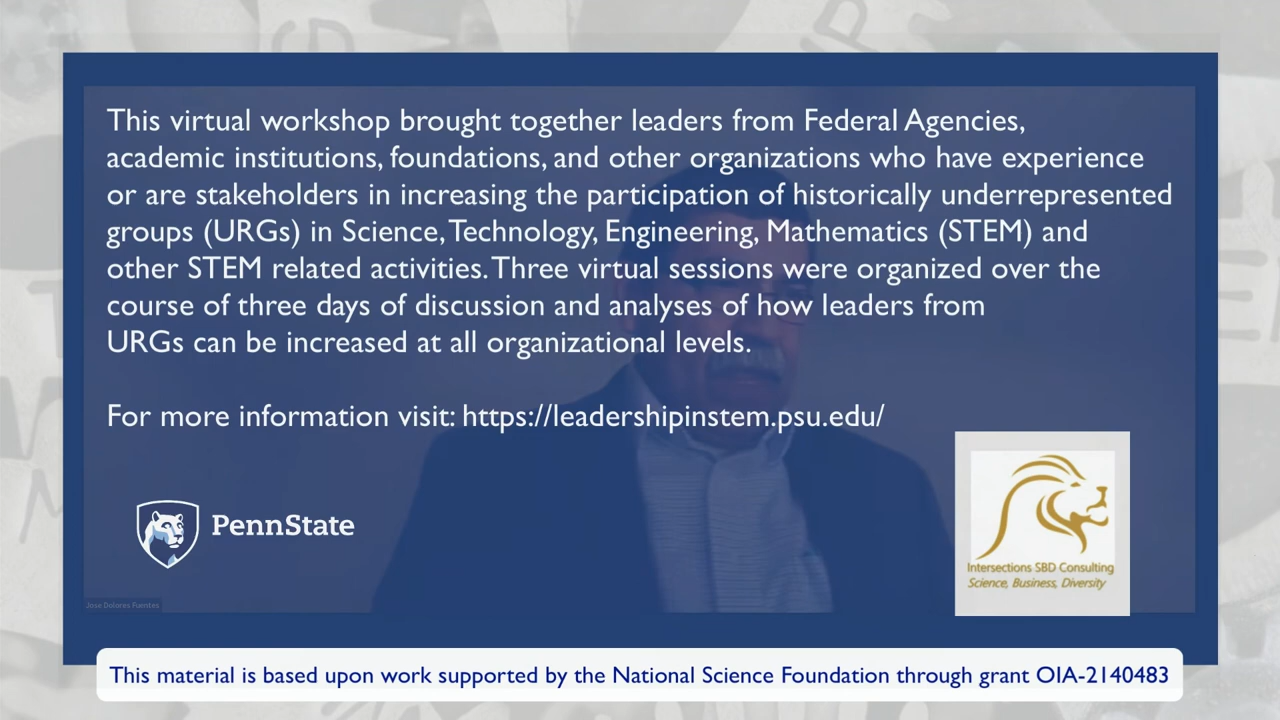 This virtual workshop brought together leaders from Federal Agencies,
academic institutions, foundations, and other organizations who have experience
or are stakeholders in increasing the participation of historically underrepresented
groups (URGs) in Science, Technology, Engineering, Mathematics (STEM) and
other STEM related activities. Three virtual sessions were organized over the
course of three days of discussion and analyses of how leaders from
URGs can be increased at all organizational levels.
For more information visit: https://leadershipinstem.psu.edu/
PennState
Intersections SBD Consulting
Science, Business, Diversity
Jose Dolores Fuentes
This material is based upon work supported by the National Science Foundation through grant OIA-2140483